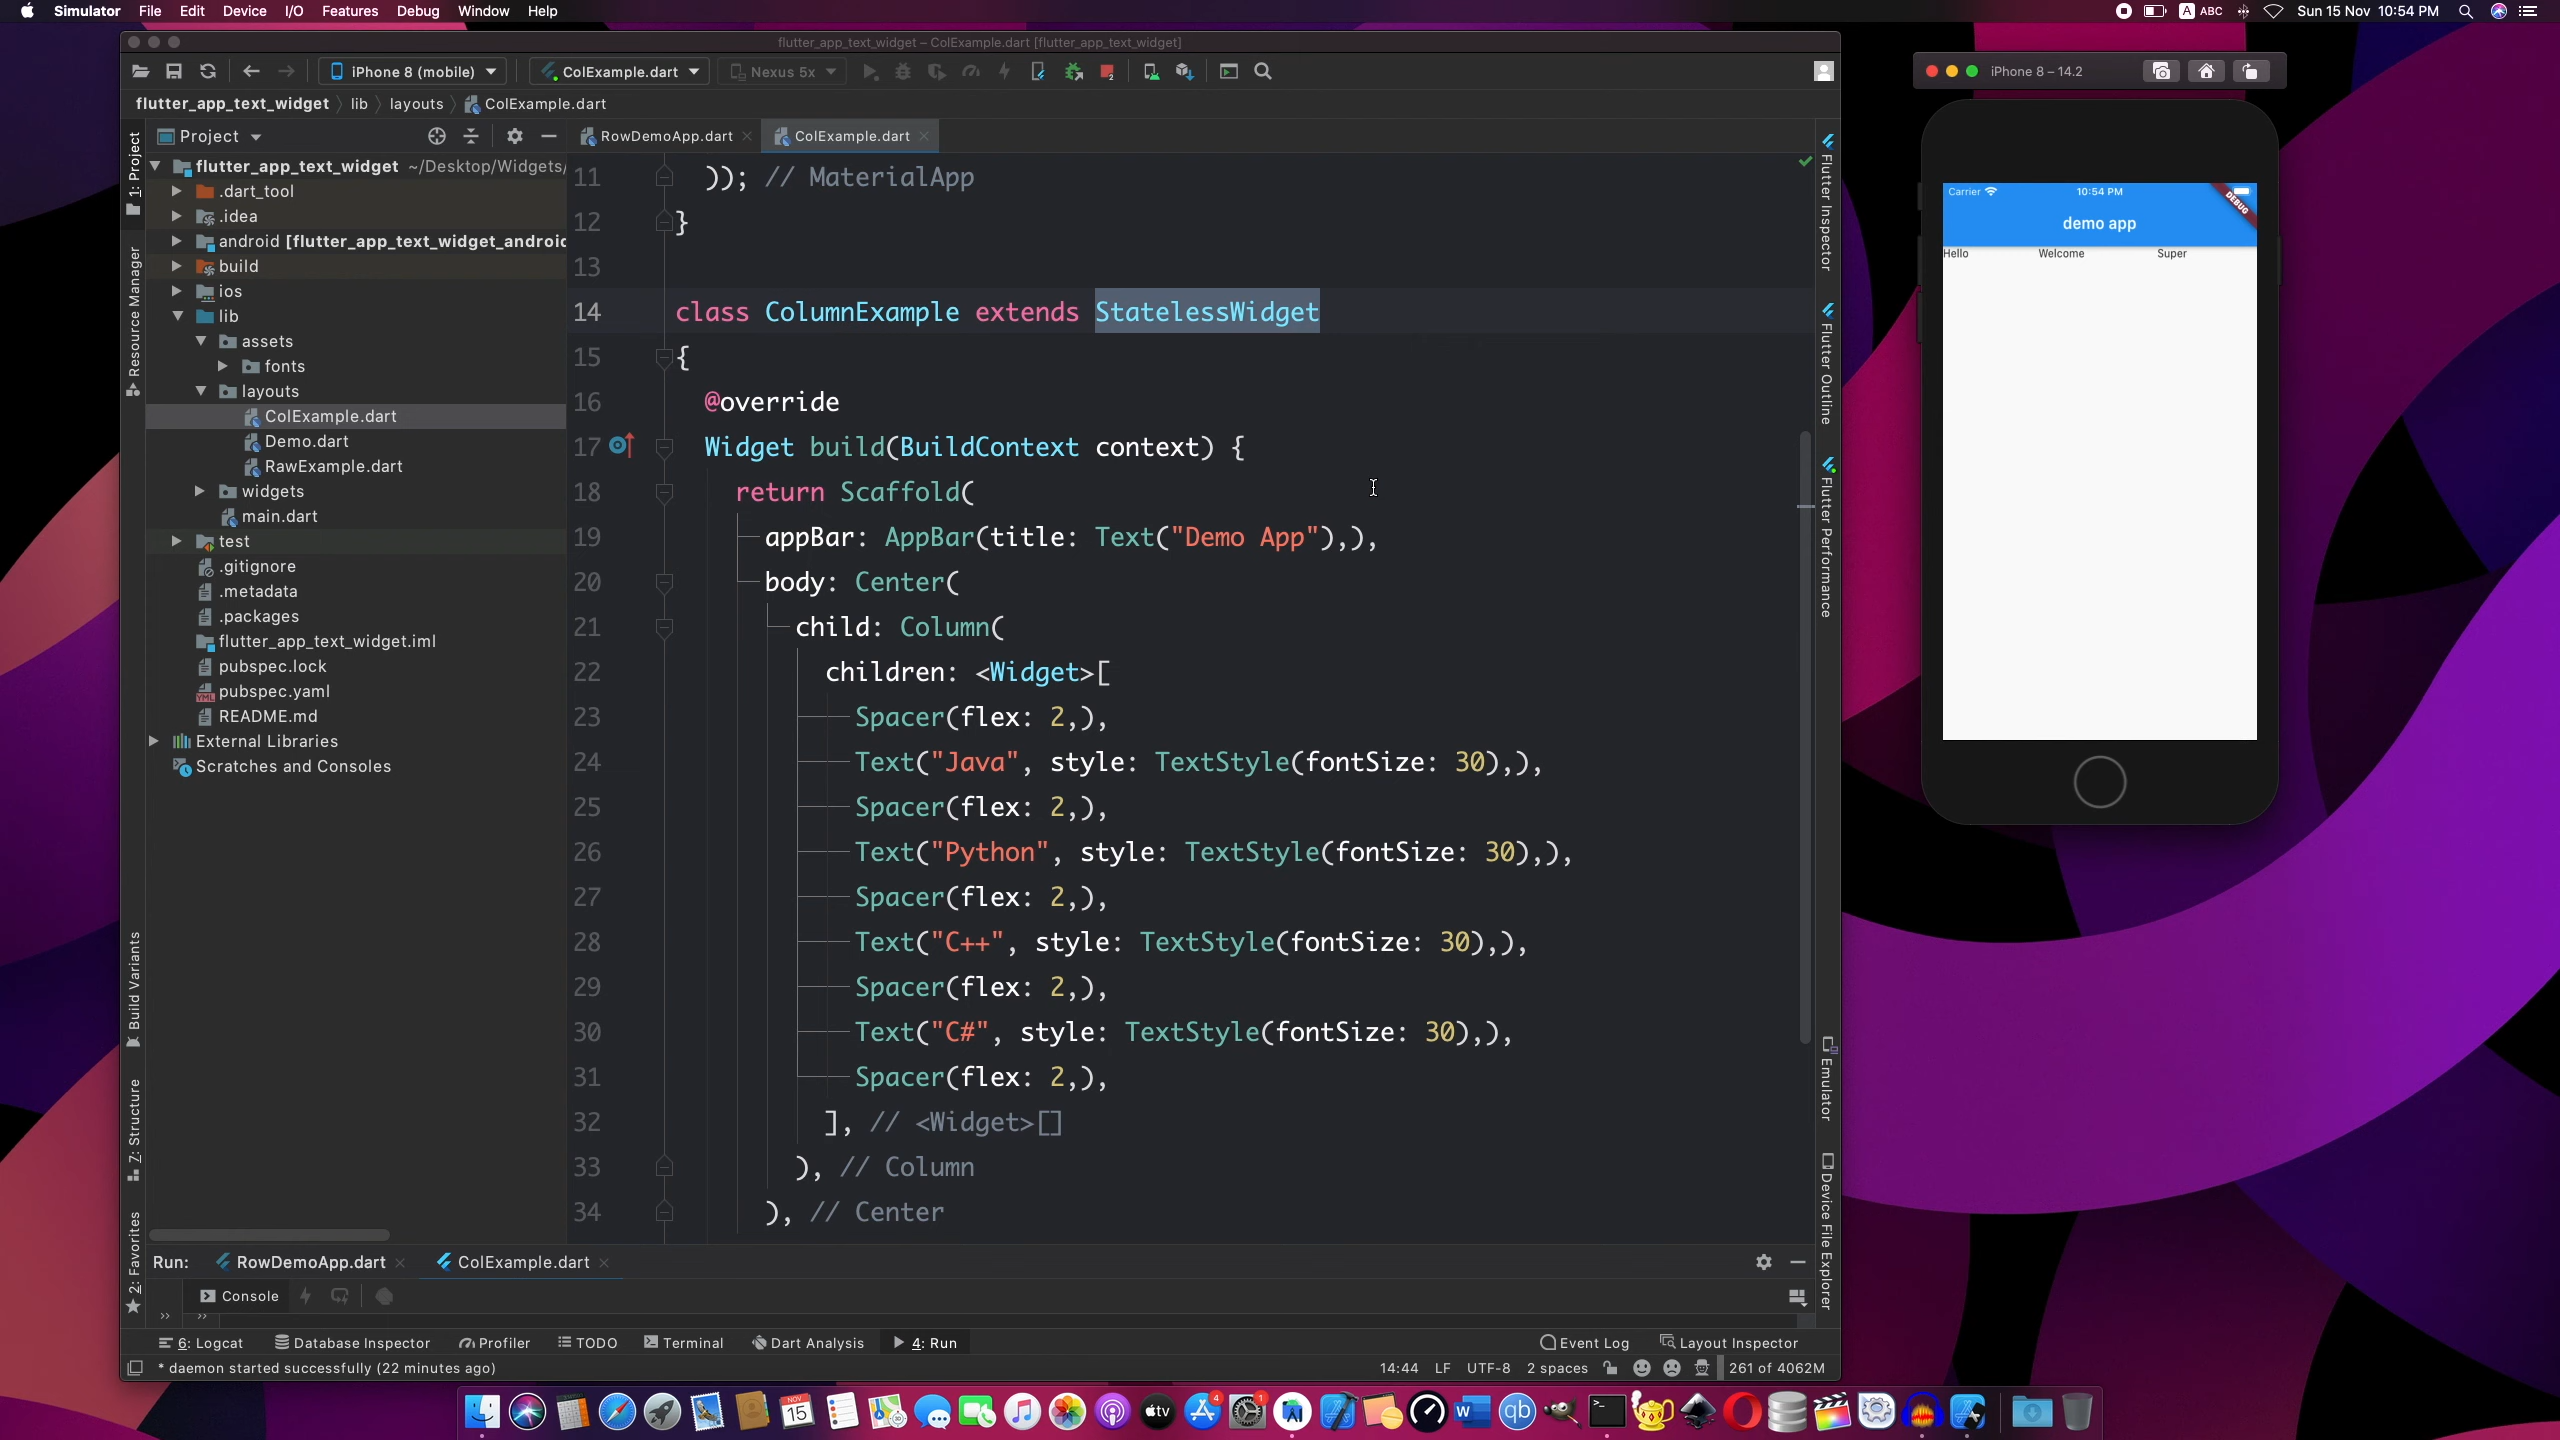 Simulator File Edit Device I/O Features Debug Window Help
A ABC Sun 15 Nov 10:54 PM
flutter_app_text_widget – ColExample.dart [flutter_app_text_widget]
iPhone 8 (mobile) ColExample.dart Nexus 5x
flutter_app_text_widget lib layouts ColExample.dart
Project
RowDemoApp.dart ColExample.dart
1: Project
Resource Manager
Build Variants
7: Structure
2: Favorites
flutter_app_text_widget ~/Desktop/Widgets/
.dart_tool
.idea
android [flutter_app_text_widget_android
build
ios
lib
assets
fonts
layouts
ColExample.dart
Demo.dart
RawExample.dart
widgets
main.dart
test
.gitignore
.metadata
.packages
flutter_app_text_widget.iml
pubspec.lock
pubspec.yaml
README.md
External Libraries
Scratches and Consoles
11 )); // MaterialApp
12 }
13
14 class ColumnExample extends StatelessWidget
15 {
16 @override
17 Widget build(BuildContext context) {
18 return Scaffold(
19 appBar: AppBar(title: Text("Demo App"),),
20 body: Center(
21 child: Column(
22 children: <Widget>[
23 Spacer(flex: 2,),
24 Text("Java", style: TextStyle(fontSize: 30),),
25 Spacer(flex: 2,),
26 Text("Python", style: TextStyle(fontSize: 30),),
27 Spacer(flex: 2,),
28 Text("C++", style: TextStyle(fontSize: 30),),
29 Spacer(flex: 2,),
30 Text("C#", style: TextStyle(fontSize: 30),),
31 Spacer(flex: 2,),
32 ], // <Widget>[]
33 ), // Column
34 ), // Center
Flutter Inspector
Flutter Outline
Flutter Performance
Emulator
Device File Explorer
Run: RowDemoApp.dart ColExample.dart
Console
6: Logcat Database Inspector Profiler TODO Terminal Dart Analysis 4: Run Event Log Layout Inspector
* daemon started successfully (22 minutes ago) 14:44 LF UTF-8 2 spaces 261 of 4062M
iPhone 8 – 14.2
Carrier 10:54 PM
DEBUG
demo app
Hello Welcome Super
NOV
15
4
1
tv
W
qb